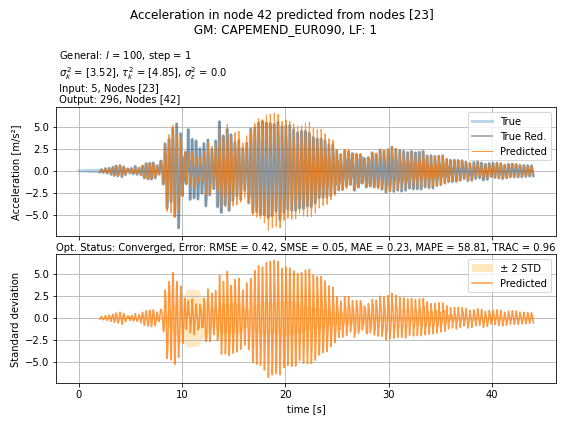 Acceleration in node 42 predicted from nodes [23]
GM: CAPEMEND_EUR090, LF: 1
General: l = 100, step = 1
σ_k² = [3.52], τ_k² = [4.85], σ_ε² = 0.0
Input: 5, Nodes [23]
Output: 296, Nodes [42]
Acceleration [m/s²]
5.0
2.5
0.0
−2.5
−5.0
True
True Red.
Predicted
Opt. Status: Converged, Error: RMSE = 0.42, SMSE = 0.05, MAE = 0.23, MAPE = 58.81, TRAC = 0.96
Standard deviation
5.0
2.5
0.0
−2.5
−5.0
± 2 STD
Predicted
0
10
20
30
40
time [s]